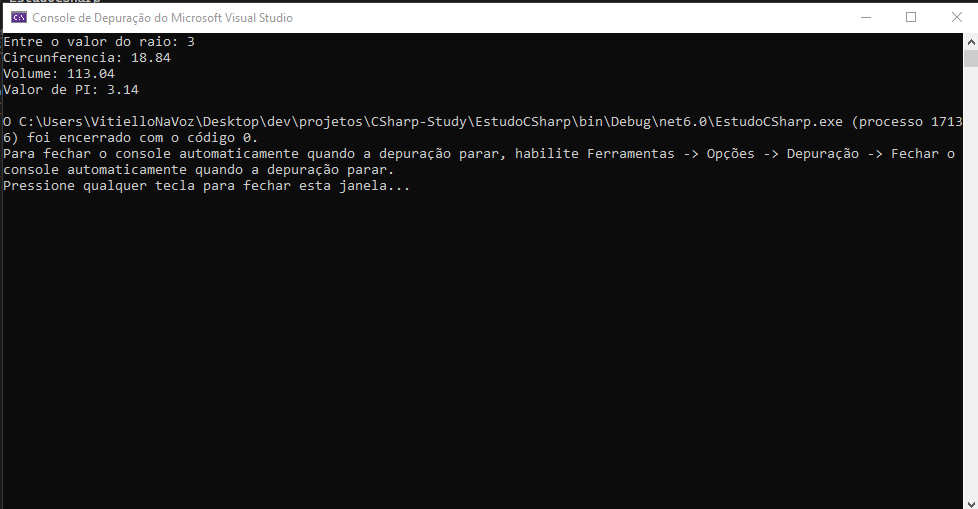 EstudoCSharp
Console de Depuração do Microsoft Visual Studio
Entre o valor do raio: 3
Circunferencia: 18.84
Volume: 113.04
Valor de PI: 3.14
O C:\Users\VitielloNaVoz\Desktop\dev\projetos\CSharp-Study\EstudoCSharp\bin\Debug\net6.0\EstudoCSharp.exe (processo 1713
6) foi encerrado com o código 0.
Para fechar o console automaticamente quando a depuração parar, habilite Ferramentas -> Opções -> Depuração -> Fechar o
console automaticamente quando a depuração parar.
Pressione qualquer tecla para fechar esta janela...